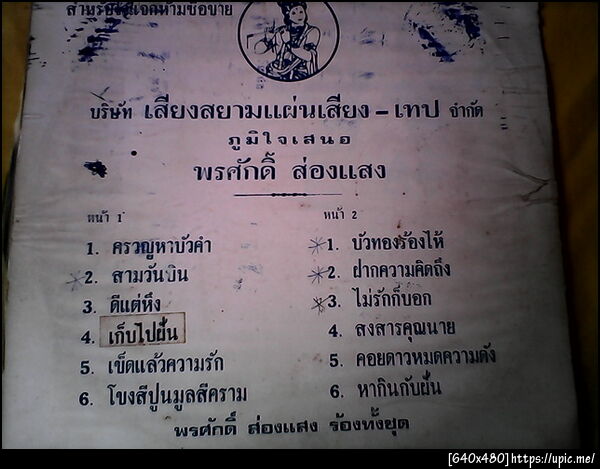 บริษัท เสียงสยามแผ่นเสียง - เทป จำกัด
ภูมิใจเสนอ
พรศักดิ์ ส่องแสง
หน้า 1
1. ครวญหาบัวคำ
2. สามวันบิน
3. ดีแต่หึง
4. เก็บไปฝั่น
5. เข็ดแล้วความรัก
6. โขงสีปูนมูลสีคราม
หน้า 2
1. บัวทองร้องไห้
2. ฝากความคิดถึง
3. ไม่รักก็บอก
4. สงสารคุณนาย
5. คอยดาวหมดความดัง
6. หากินกับฝั่น
พรศักดิ์ ส่องแสง ร้องทั้งชุด
[640x480]https://upic.me/